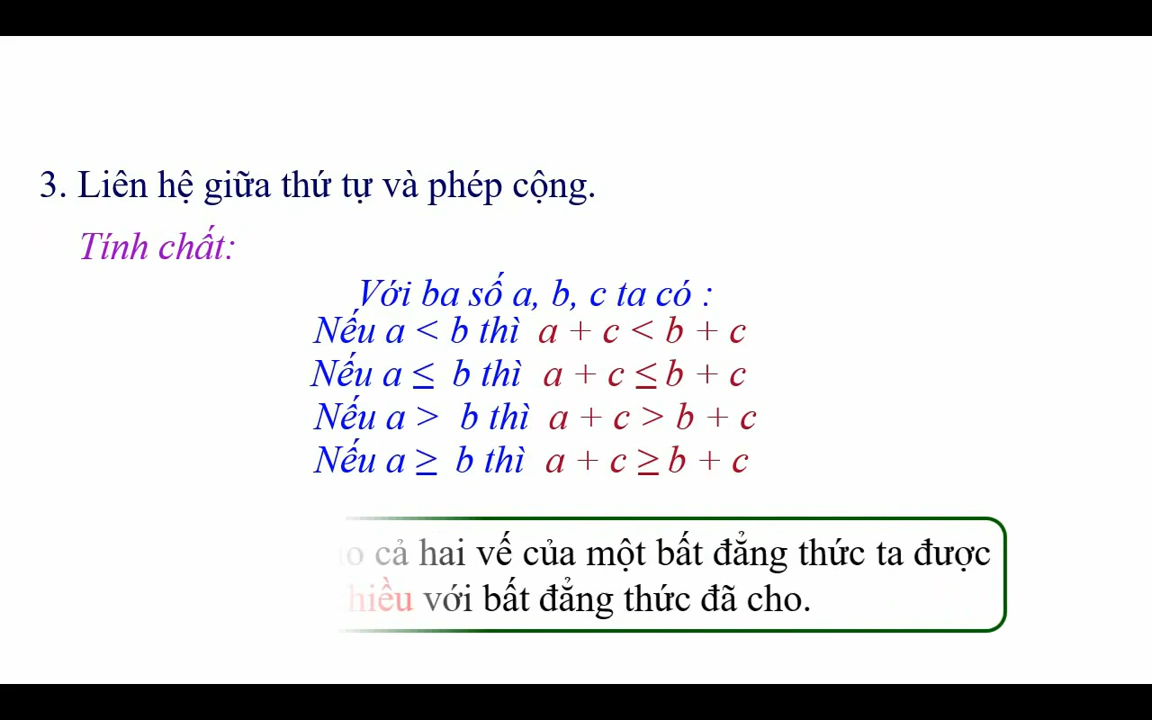 3. Liên hệ giữa thứ tự và phép cộng.
Tính chất:
Với ba số a, b, c ta có :
Nếu a < b thì a + c < b + c
Nếu a ≤ b thì a + c ≤ b + c
Nếu a > b thì a + c > b + c
Nếu a ≥ b thì a + c ≥ b + c
cả hai vế của một bất đẳng thức ta được
với bất đẳng thức đã cho.